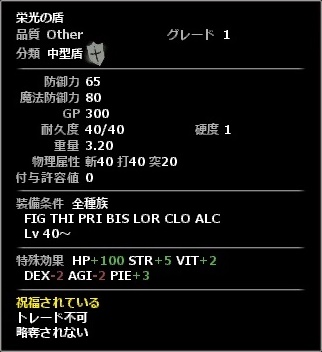 栄光の盾
品質 Other グレード 1
分類 中型盾
防御力 65
魔法防御力 80
GP 300
耐久度 40/40 硬度 1
重量 3.20
物理属性 斬40 打40 突20
付与許容値 0
装備条件 全種族
FIG THI PRI BIS LOR CLO ALC
Lv 40～
特殊効果 HP+100 STR+5 VIT+2
DEX-2 AGI-2 PIE+3
祝福されている
トレード不可
略奪されない